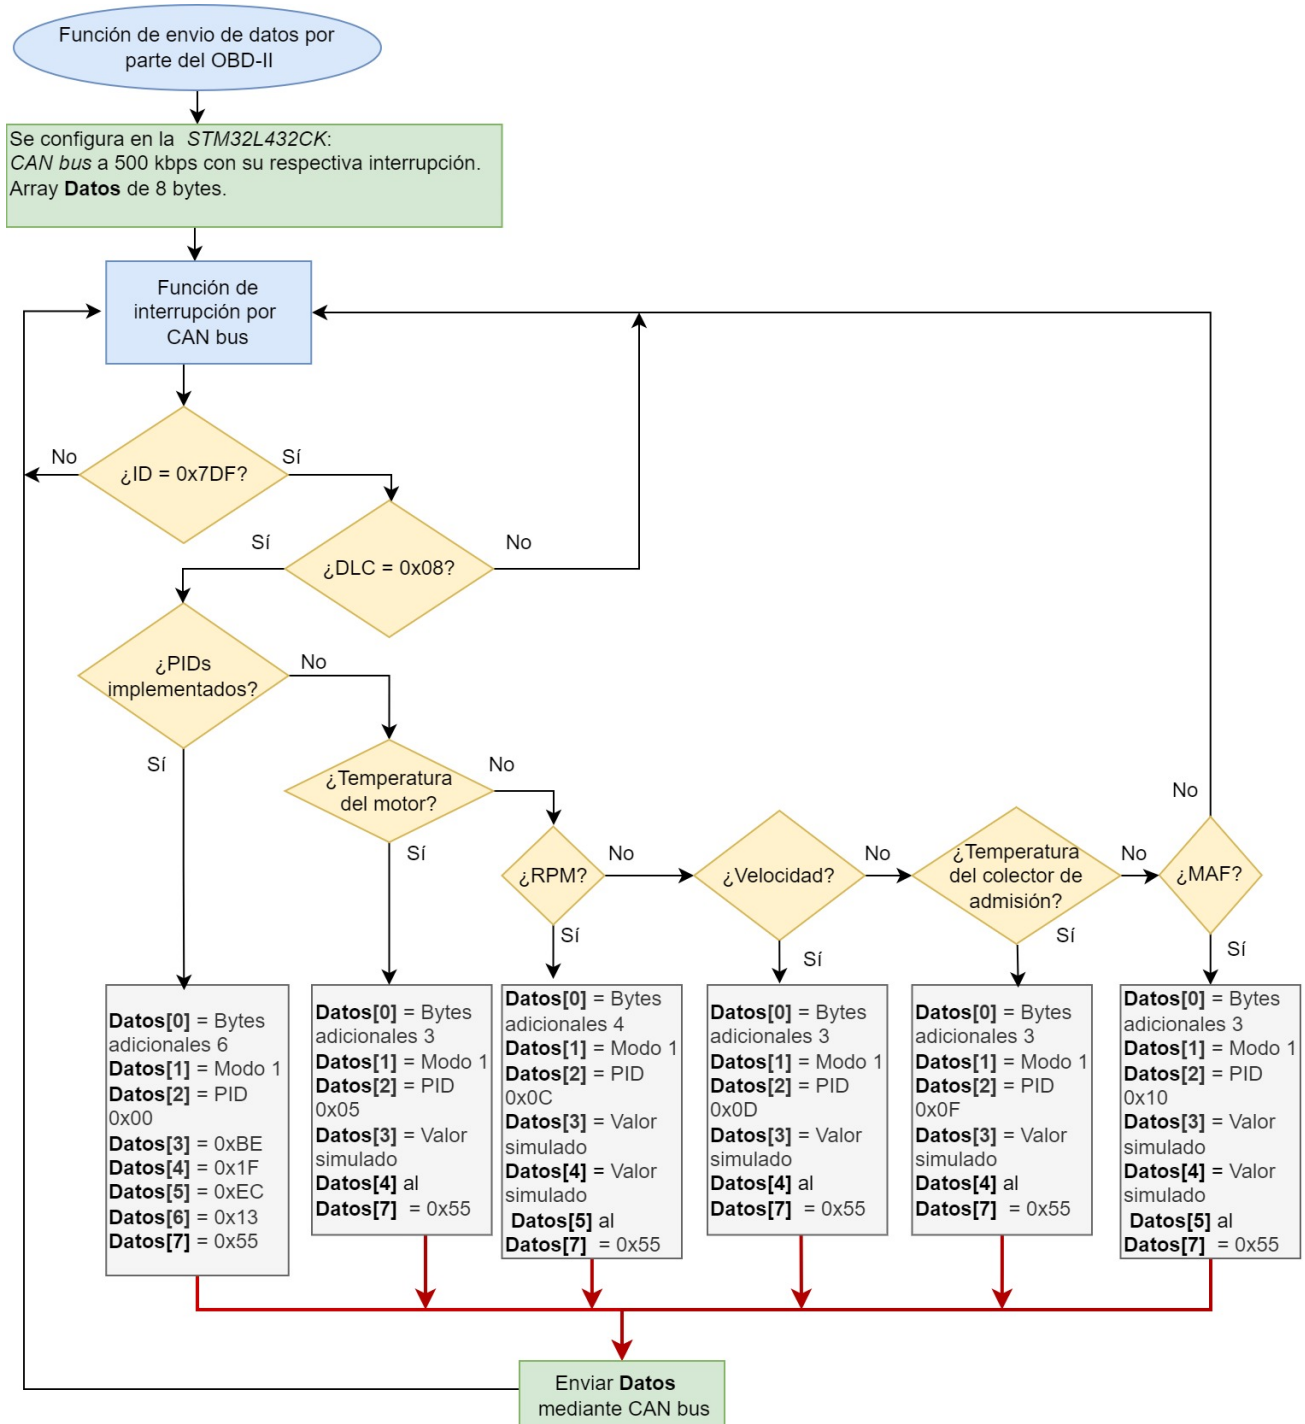 Función de envio de datos por
parte del OBD-II
Se configura en la STM32L432CK:
CAN bus a 500 kbps con su respectiva interrupción.
Array Datos de 8 bytes.
Función de
interrupción por
CAN bus
No
¿ID = 0x7DF?
Sí
Sí
¿DLC = 0x08?
No
¿PIDs
implementados?
No
Sí
¿Temperatura
del motor?
No
Sí
¿RPM?
No
Sí
¿Velocidad?
No
Sí
¿Temperatura
del colector de
admisión?
No
Sí
No
¿MAF?
Sí
Datos[0] = Bytes
adicionales 6
Datos[1] = Modo 1
Datos[2] = PID
0x00
Datos[3] = 0xBE
Datos[4] = 0x1F
Datos[5] = 0xEC
Datos[6] = 0x13
Datos[7] = 0x55
Datos[0] = Bytes
adicionales 3
Datos[1] = Modo 1
Datos[2] = PID
0x05
Datos[3] = Valor
simulado
Datos[4] al
Datos[7] = 0x55
Datos[0] = Bytes
adicionales 4
Datos[1] = Modo 1
Datos[2] = PID
0x0C
Datos[3] = Valor
simulado
Datos[4] = Valor
simulado
Datos[5] al
Datos[7] = 0x55
Datos[0] = Bytes
adicionales 3
Datos[1] = Modo 1
Datos[2] = PID
0x0D
Datos[3] = Valor
simulado
Datos[4] al
Datos[7] = 0x55
Datos[0] = Bytes
adicionales 3
Datos[1] = Modo 1
Datos[2] = PID
0x0F
Datos[3] = Valor
simulado
Datos[4] al
Datos[7] = 0x55
Datos[0] = Bytes
adicionales 3
Datos[1] = Modo 1
Datos[2] = PID
0x10
Datos[3] = Valor
simulado
Datos[4] = Valor
simulado
Datos[5] al
Datos[7] = 0x55
Enviar Datos
mediante CAN bus